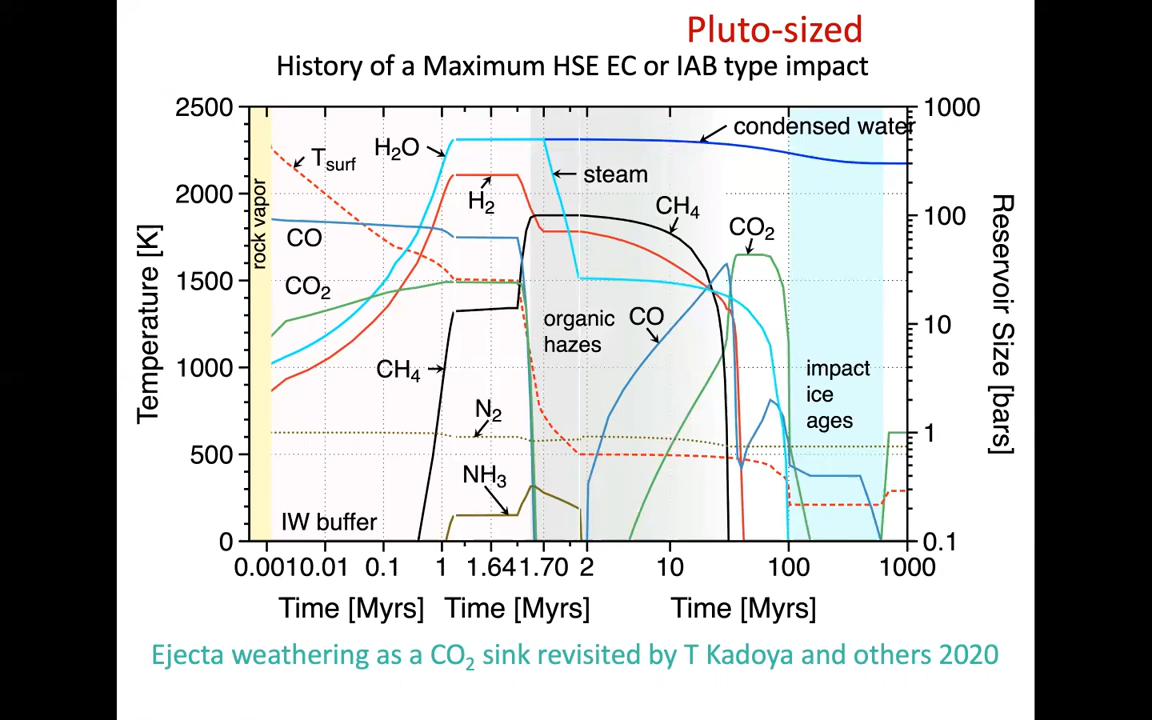 Pluto-sized
History of a Maximum HSE EC or IAB type impact
2500
2000
1500
1000
500
0
Temperature [K]
1000
100
10
1
0.1
Reservoir Size [bars]
rock vapor
Tsurf
H2O
condensed water
steam
H2
CH4
CO2
CO
CO2
organic
hazes
CO
CH4
impact
ice
ages
N2
NH3
IW buffer
0.001 0.01 0.1 1 1.64 1.70 2 10 100 1000
Time [Myrs] Time [Myrs] Time [Myrs]
Ejecta weathering as a CO2 sink revisited by T Kadoya and others 2020